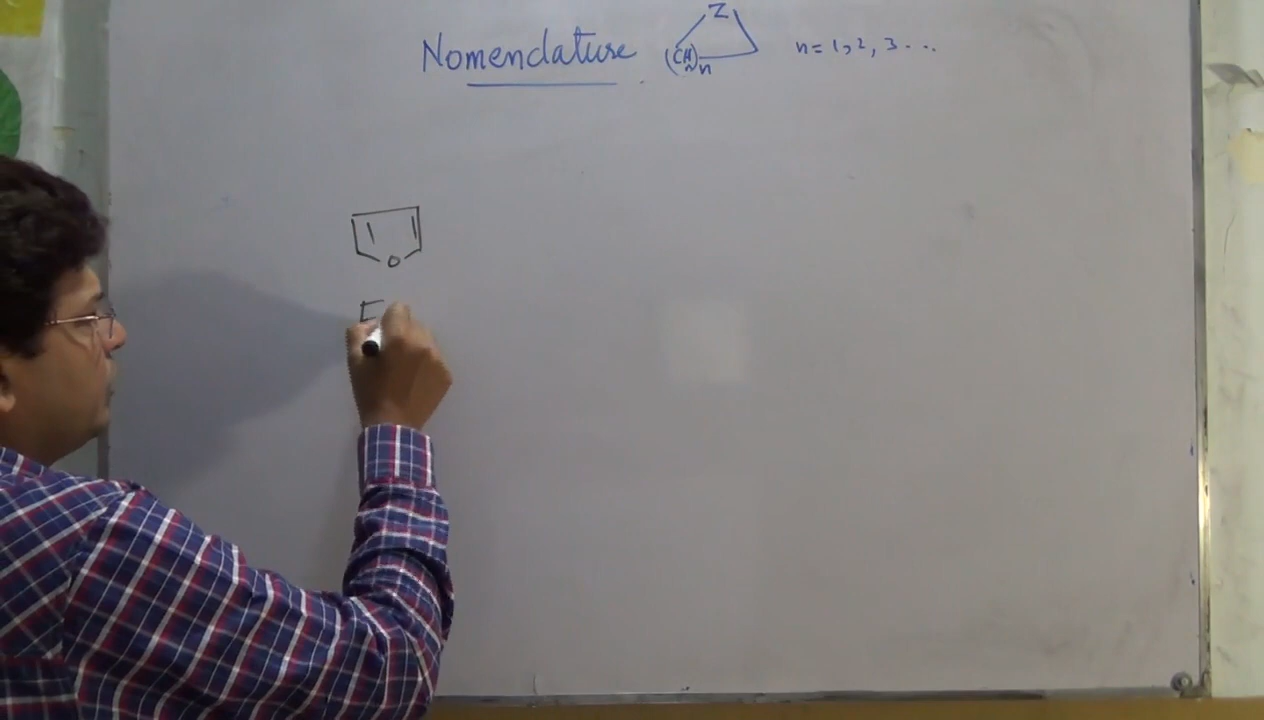 Nomenclature Z (CH₂)n n = 1, 2, 3 . . .
O
F